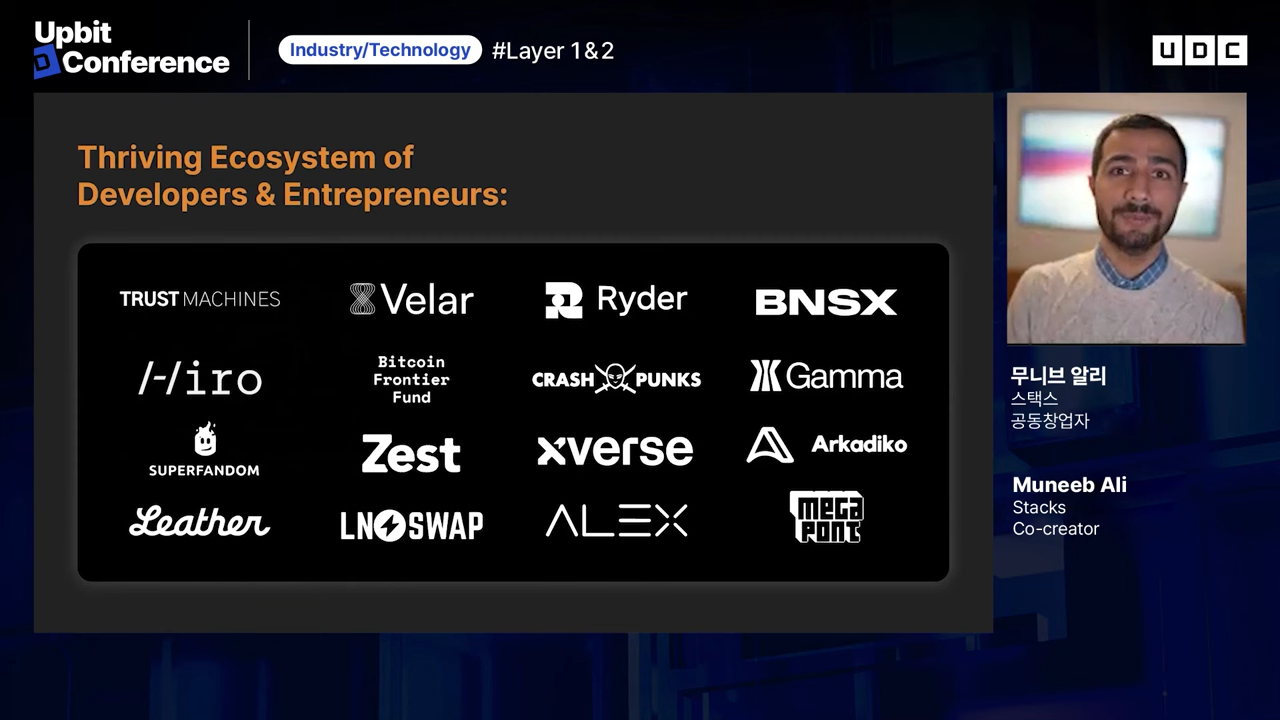 Upbit
D Conference
Industry/Technology
#Layer 1&2
UDC
Thriving Ecosystem of
Developers & Entrepreneurs:
TRUST MACHINES
Velar
Ryder
BNSX
Hiro
Bitcoin
Frontier
Fund
CRASH PUNKS
Gamma
SUPERFANDOM
Zest
xverse
Arkadiko
Leather
LN SWAP
ALEX
MEGA
PONT
무니브 알리
스택스
공동창업자
Muneeb Ali
Stacks
Co-creator